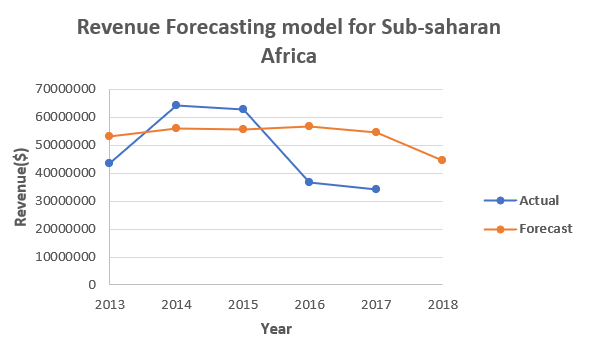 Revenue Forecasting model for Sub-saharan
Africa
70000000
60000000
50000000
40000000
30000000
20000000
10000000
0
Revenue($)
2013 2014 2015 2016 2017 2018
Year
Actual
Forecast